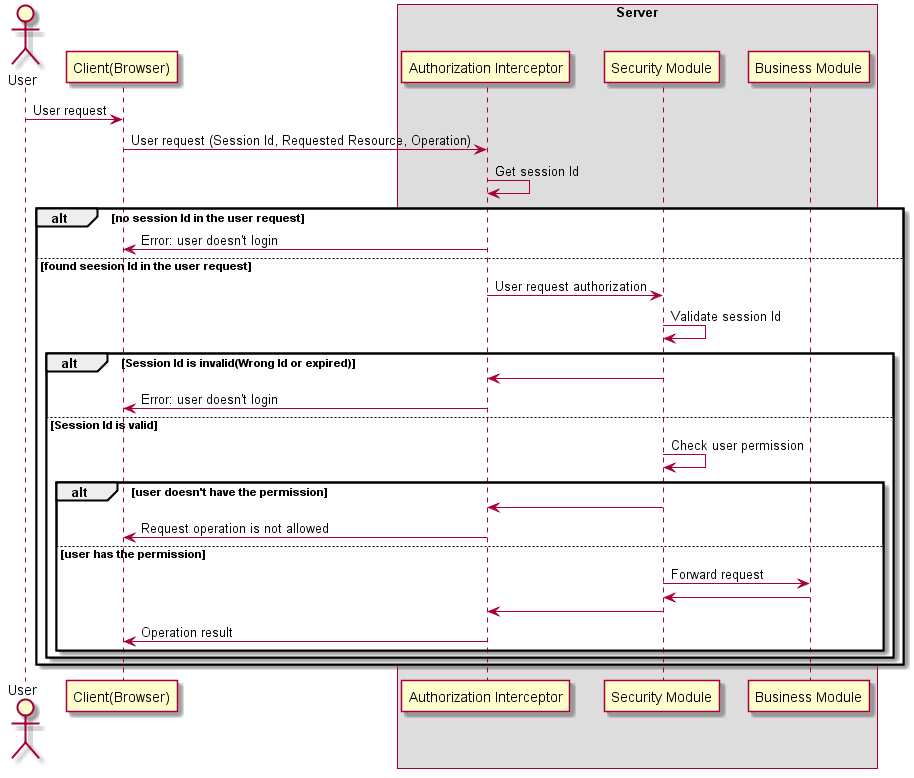 Server
User
Client(Browser)
Authorization Interceptor
Security Module
Business Module
User request
User request (Session Id, Requested Resource, Operation)
Get session Id
alt
[no session Id in the user request]
Error: user doesn't login
[found seesion Id in the user request]
User request authorization
Validate session Id
alt
[Session Id is invalid(Wrong Id or expired)]
Error: user doesn't login
[Session Id is valid]
Check user permission
alt
[user doesn't have the permission]
Request operation is not allowed
[user has the permission]
Forward request
Operation result
User
Client(Browser)
Authorization Interceptor
Security Module
Business Module